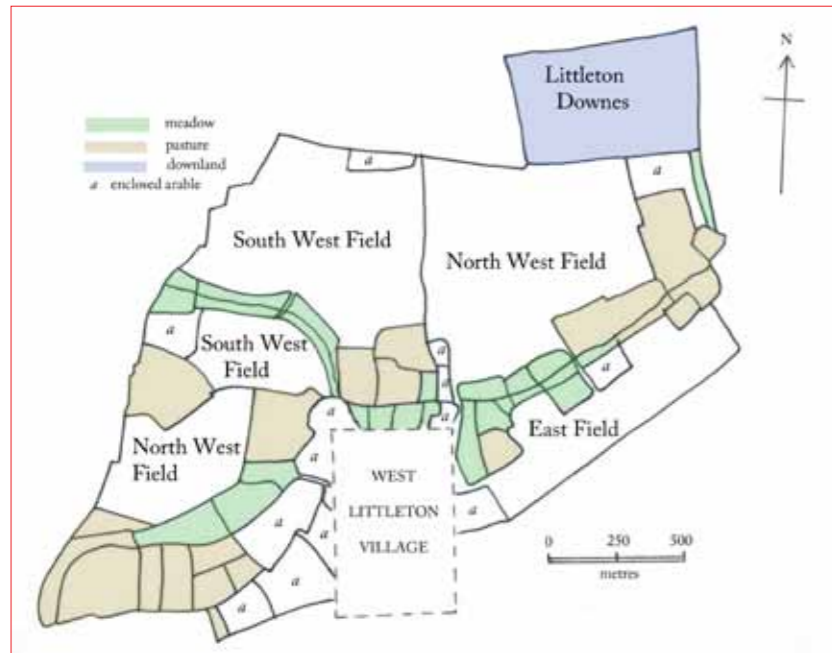 N
Littleton
Downes
meadow
pasture
downland
a enclosed arable
a
a
South West Field
North West Field
a
South West
Field
a
a
a
a
a
North West
Field
East Field
a
WEST
LITTLETON
VILLAGE
a
a
a
a
a
0 250 500
metres